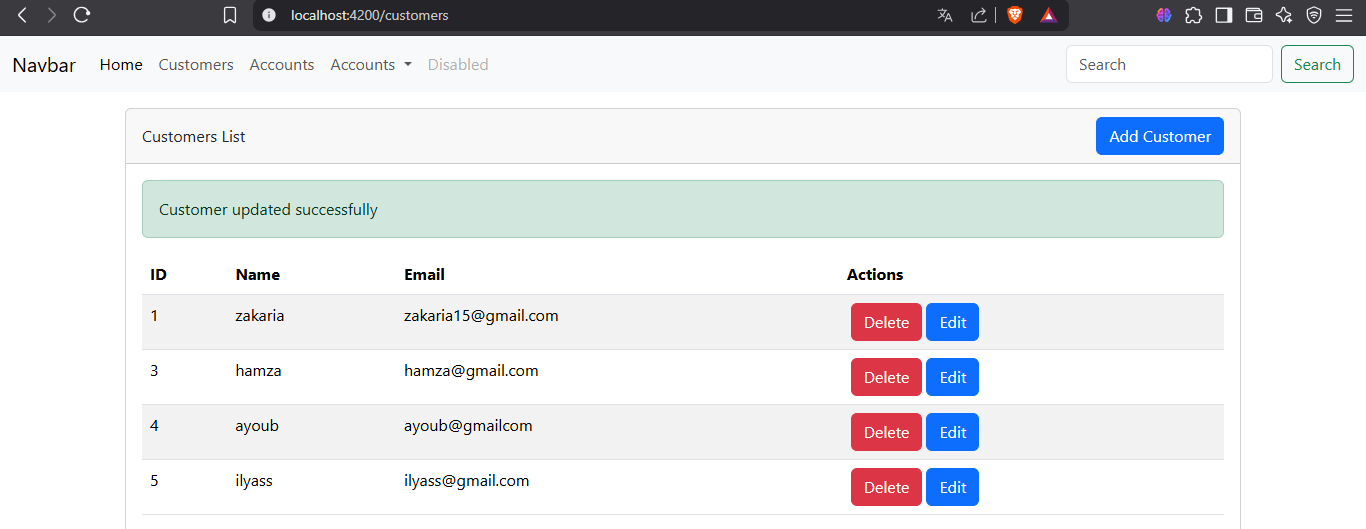 localhost:4200/customers
Navbar Home Customers Accounts Accounts Disabled Search Search
Customers List Add Customer
Customer updated successfully
ID Name Email Actions
1 zakaria zakaria15@gmail.com Delete Edit
3 hamza hamza@gmail.com Delete Edit
4 ayoub ayoub@gmailcom Delete Edit
5 ilyass ilyass@gmail.com Delete Edit